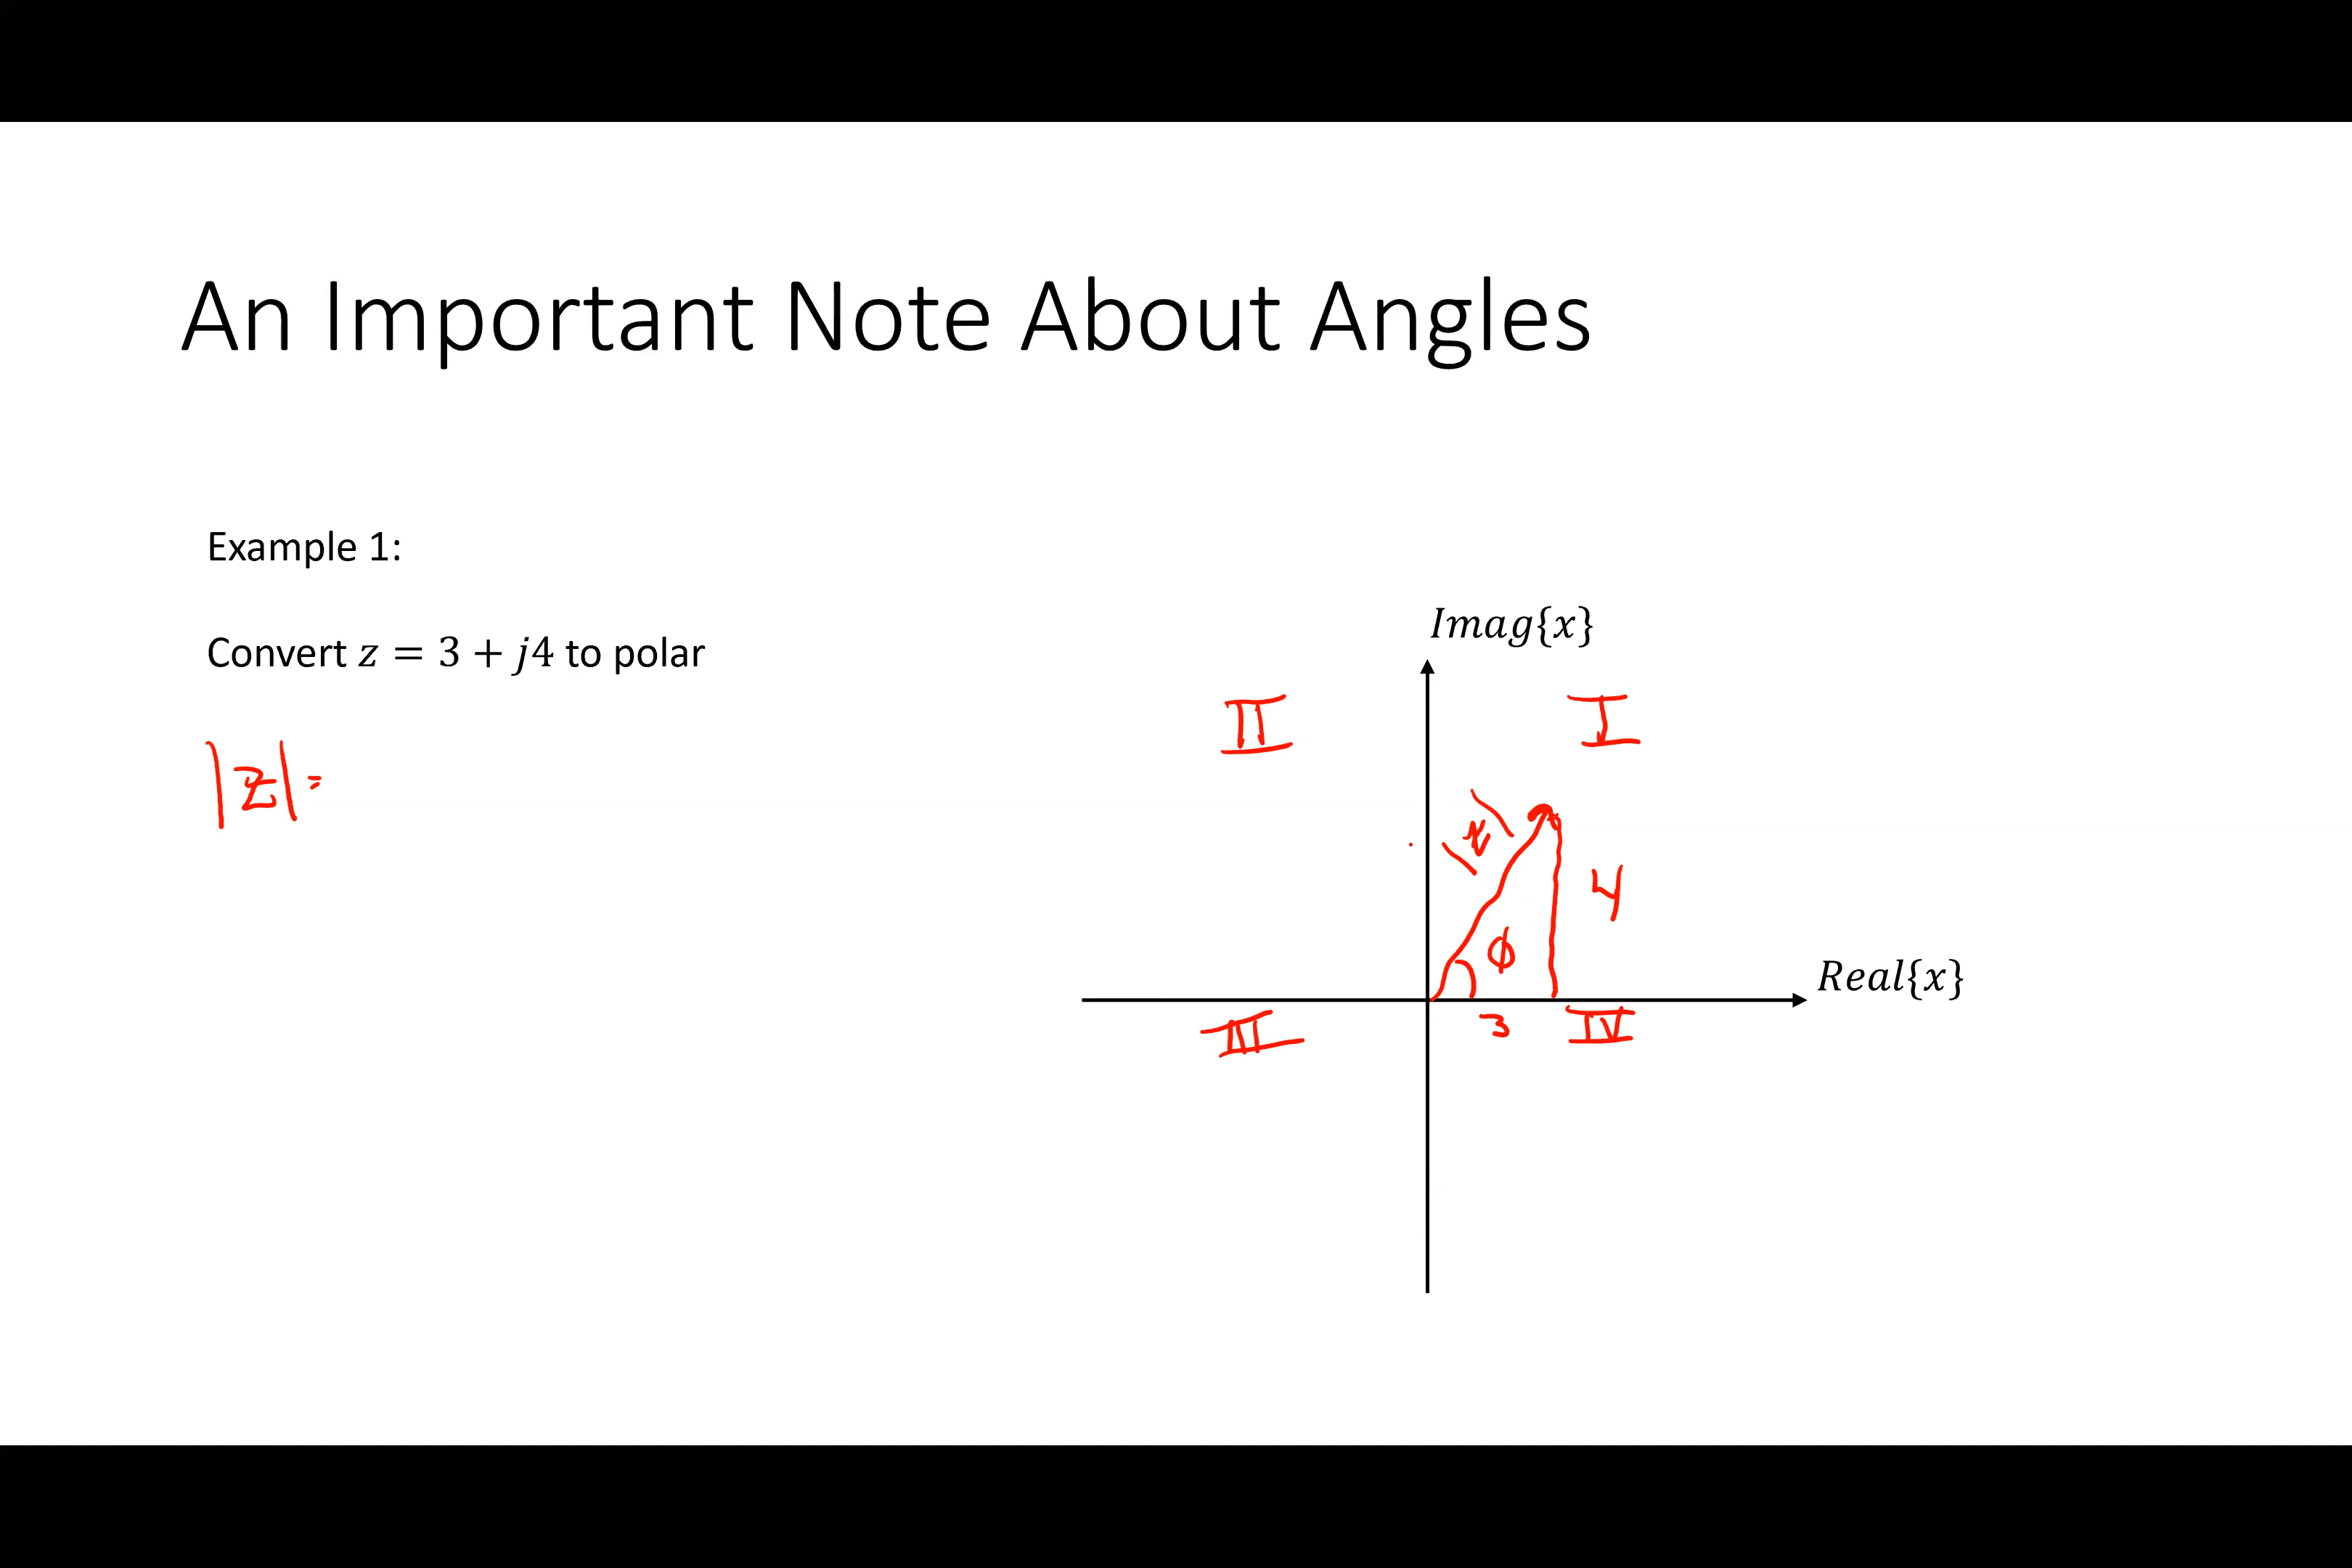 An Important Note About Angles
Example 1:
Convert z = 3 + j4 to polar
|z| =
Imag{x}
II
I
|z|
4
ϕ
Real{x}
III
3
IV